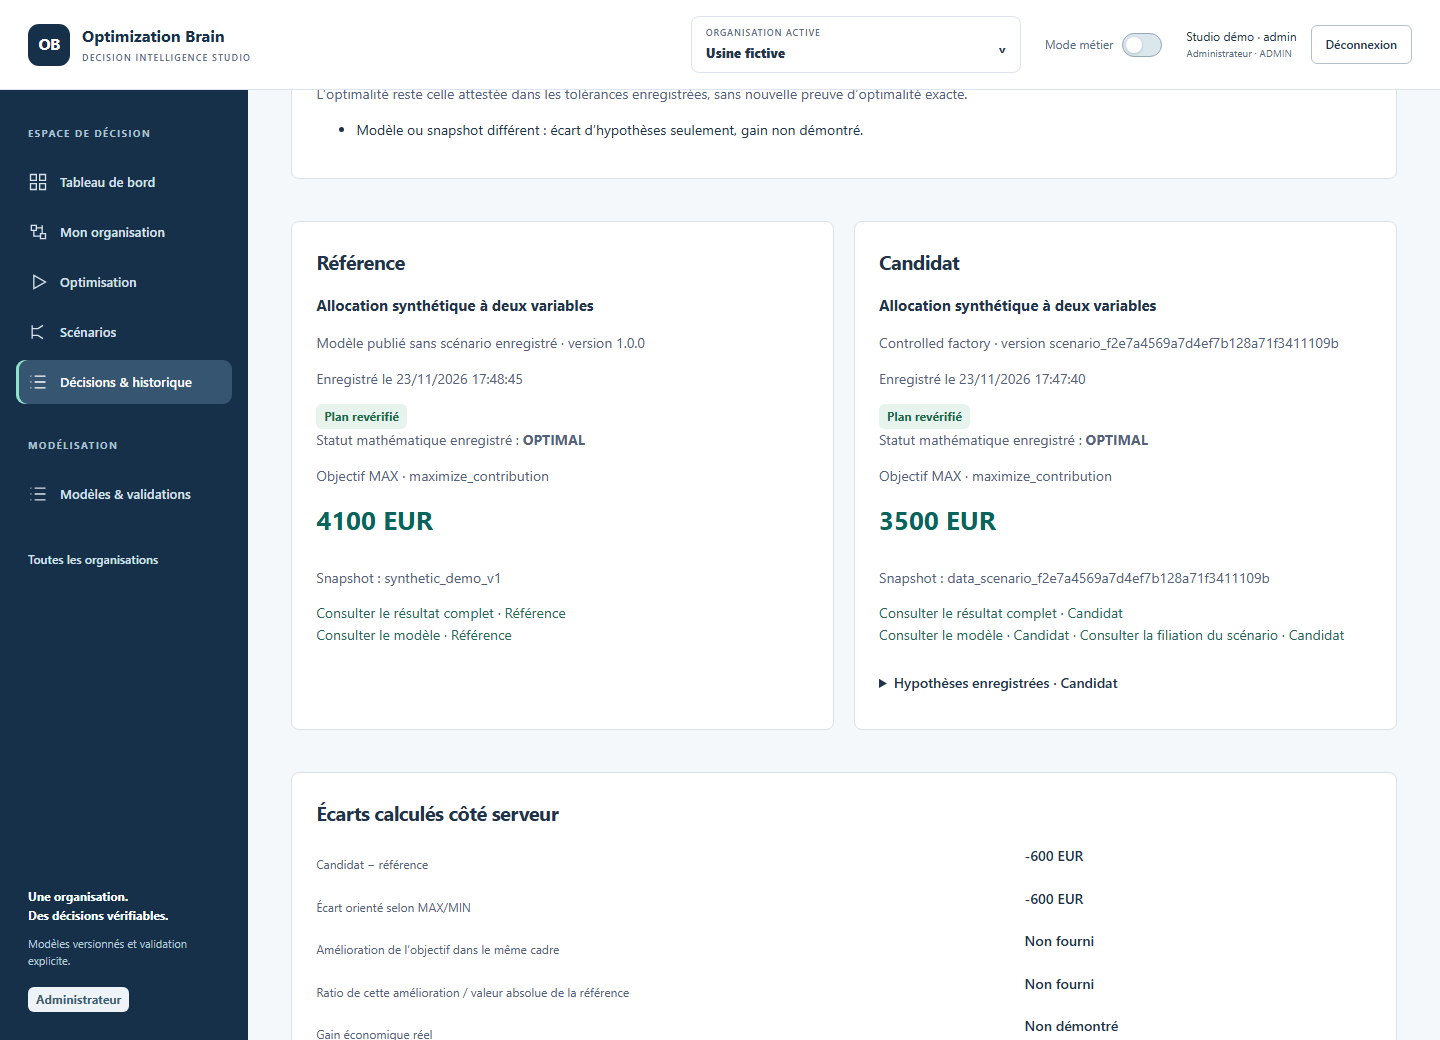 OB
Optimization Brain
DECISION INTELLIGENCE STUDIO
ORGANISATION ACTIVE
Usine fictive
v
Mode métier
Studio démo · admin
Administrateur · ADMIN
Déconnexion
ESPACE DE DÉCISION
Tableau de bord
Mon organisation
Optimisation
Scénarios
Décisions & historique
MODÉLISATION
Modèles & validations
Toutes les organisations
Une organisation.
Des décisions vérifiables.
Modèles versionnés et validation
explicite.
Administrateur
L’optimalité reste celle attestée dans les tolérances enregistrées, sans nouvelle preuve d’optimalité exacte.
• Modèle ou snapshot différent : écart d’hypothèses seulement, gain non démontré.
Référence
Allocation synthétique à deux variables
Modèle publié sans scénario enregistré · version 1.0.0
Enregistré le 23/11/2026 17:48:45
Plan revérifié
Statut mathématique enregistré : OPTIMAL
Objectif MAX · maximize_contribution
4100 EUR
Snapshot : synthetic_demo_v1
Consulter le résultat complet · Référence
Consulter le modèle · Référence
Candidat
Allocation synthétique à deux variables
Controlled factory · version scenario_f2e7a4569a7d4ef7b128a71f3411109b
Enregistré le 23/11/2026 17:47:40
Plan revérifié
Statut mathématique enregistré : OPTIMAL
Objectif MAX · maximize_contribution
3500 EUR
Snapshot : data_scenario_f2e7a4569a7d4ef7b128a71f3411109b
Consulter le résultat complet · Candidat
Consulter le modèle · Candidat · Consulter la filiation du scénario · Candidat
▶ Hypothèses enregistrées · Candidat
Écarts calculés côté serveur
Candidat − référence
-600 EUR
Écart orienté selon MAX/MIN
-600 EUR
Amélioration de l’objectif dans le même cadre
Non fourni
Ratio de cette amélioration / valeur absolue de la référence
Non fourni
Gain économique réel
Non démontré